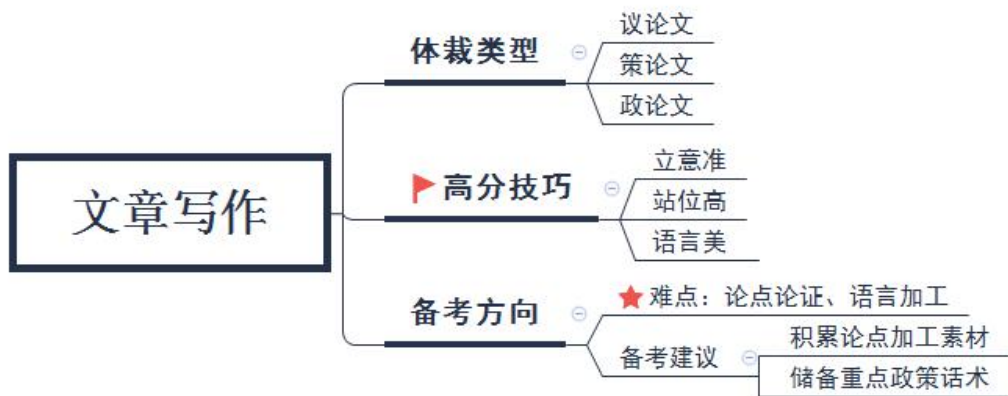 文章写作
体裁类型
议论文
策论文
政论文
高分技巧
立意准
站位高
语言美
备考方向
难点：论点论证、语言加工
备考建议
积累论点加工素材
储备重点政策话术